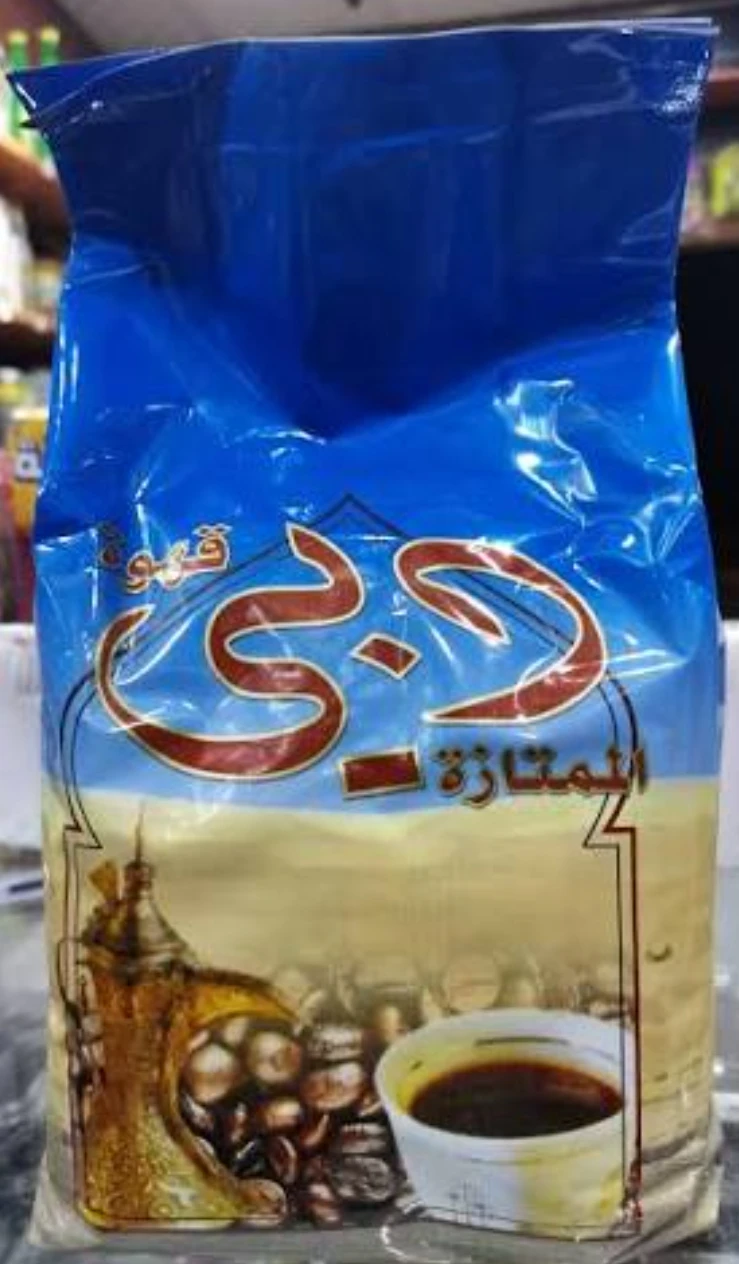 قهوة
دبي
الممتازة